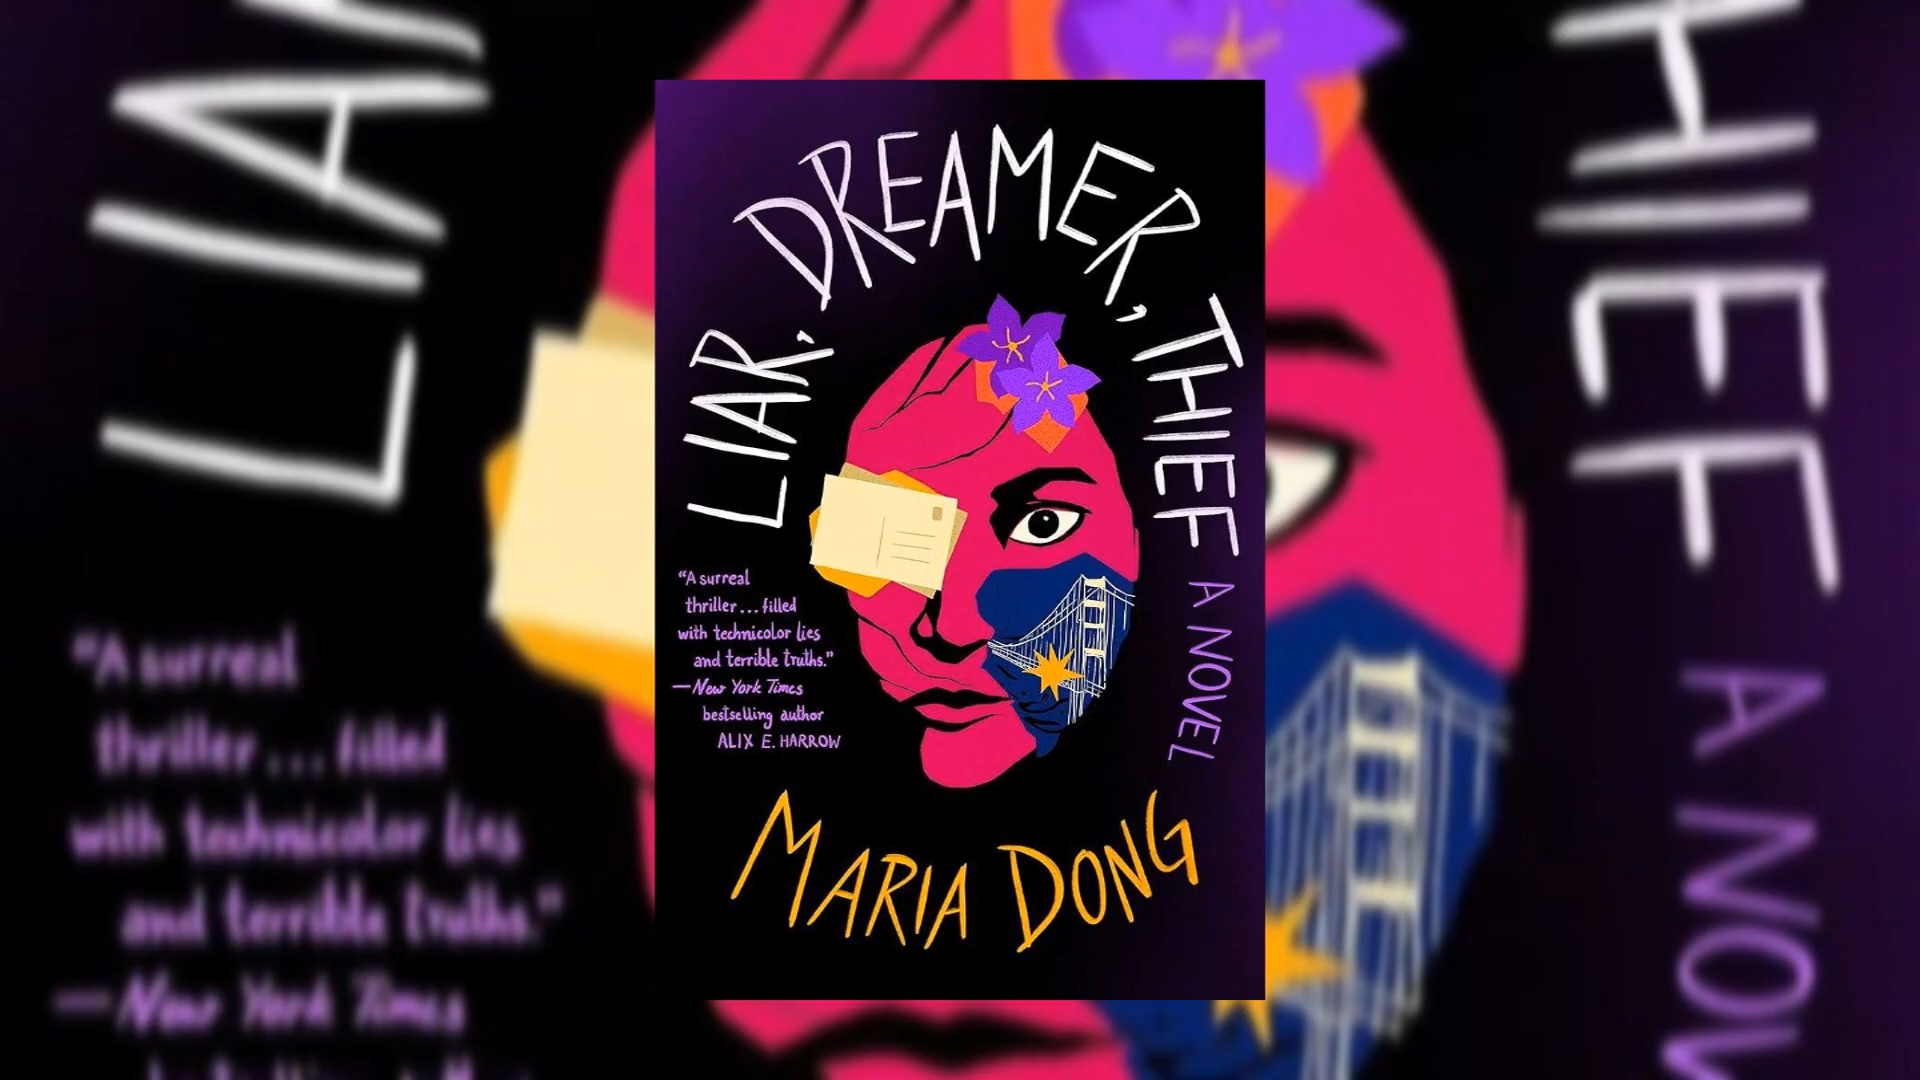 LIAR, DREAMER, THIEF
A NOVEL
"A surreal
thriller... filled
with technicolor lies
and terrible truths."
—New York Times
bestselling author
ALIX E. HARROW
MARIA DONG